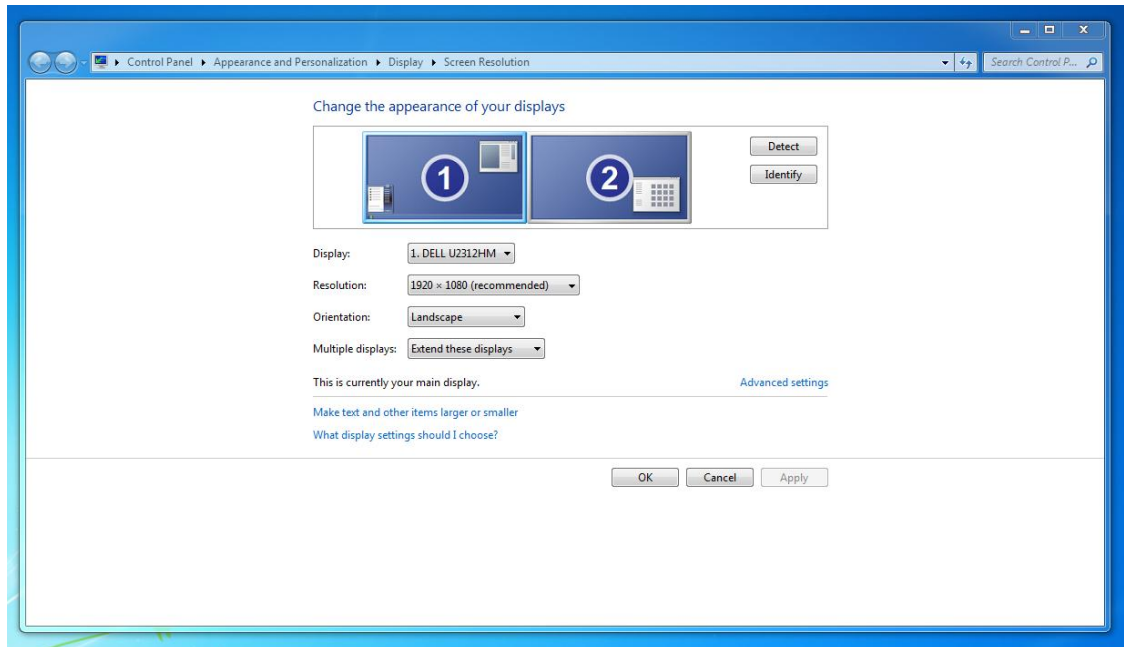 Control Panel ▸ Appearance and Personalization ▸ Display ▸ Screen Resolution
Search Control P...
Change the appearance of your displays
1
2
Detect
Identify
Display: 1. DELL U2312HM
Resolution: 1920 × 1080 (recommended)
Orientation: Landscape
Multiple displays: Extend these displays
This is currently your main display. Advanced settings
Make text and other items larger or smaller
What display settings should I choose?
OK Cancel Apply